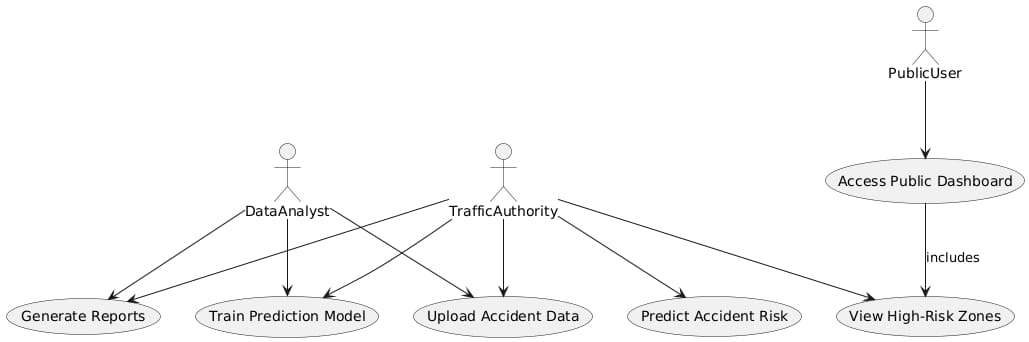 PublicUser
Access Public Dashboard
DataAnalyst
TrafficAuthority
includes
Generate Reports
Train Prediction Model
Upload Accident Data
Predict Accident Risk
View High-Risk Zones